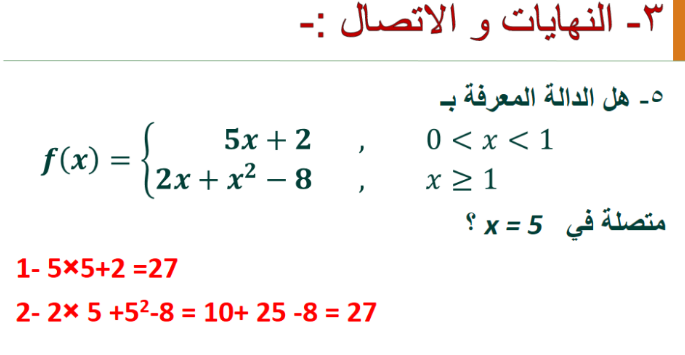 ٣- النهايات و الاتصال :-
٥- هل الدالة المعرفة بـ
f(x) = { 5x + 2 , 0 < x < 1
2x + x² − 8 , x ≥ 1
متصلة في x = 5 ؟
1- 5×5+2 =27
2- 2× 5 +5²-8 = 10+ 25 -8 = 27